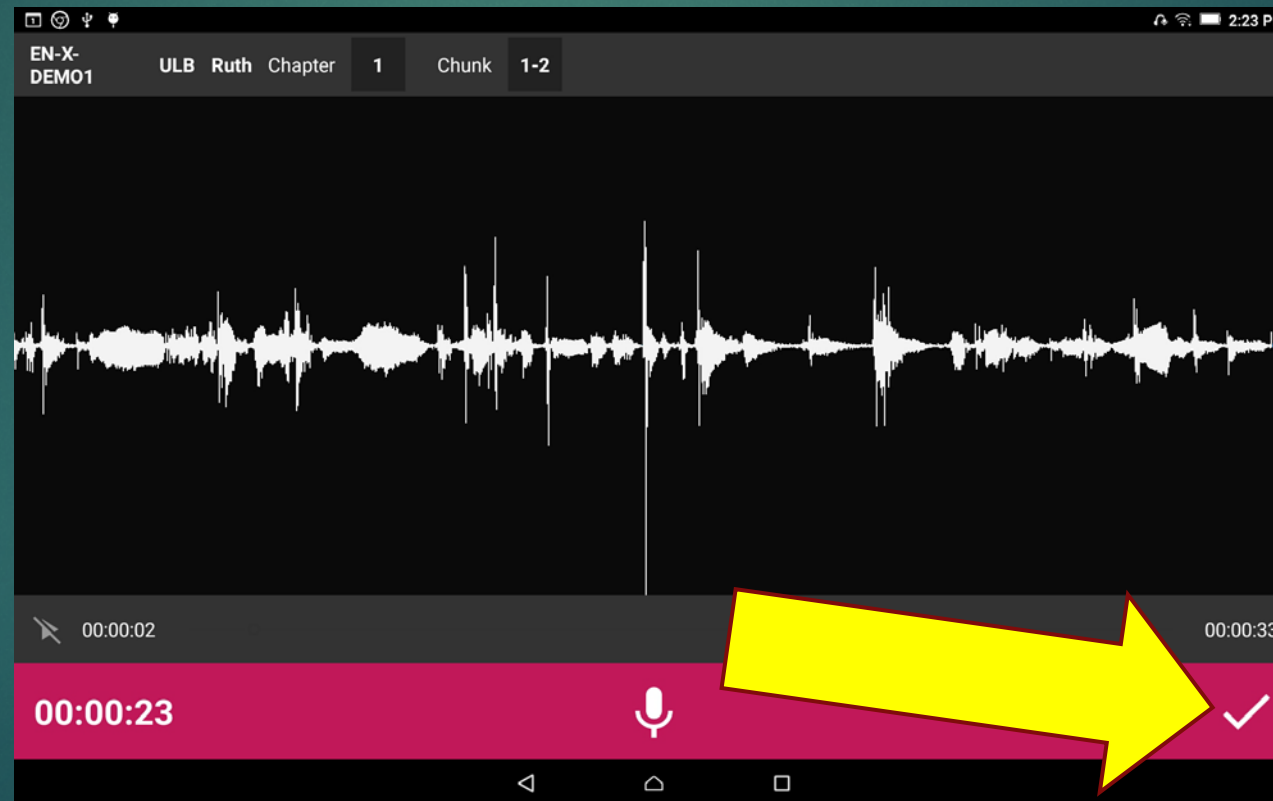 2:23 P
EN-X-
DEMO1
ULB Ruth Chapter 1 Chunk 1-2
00:00:02
00:00:33
00:00:23